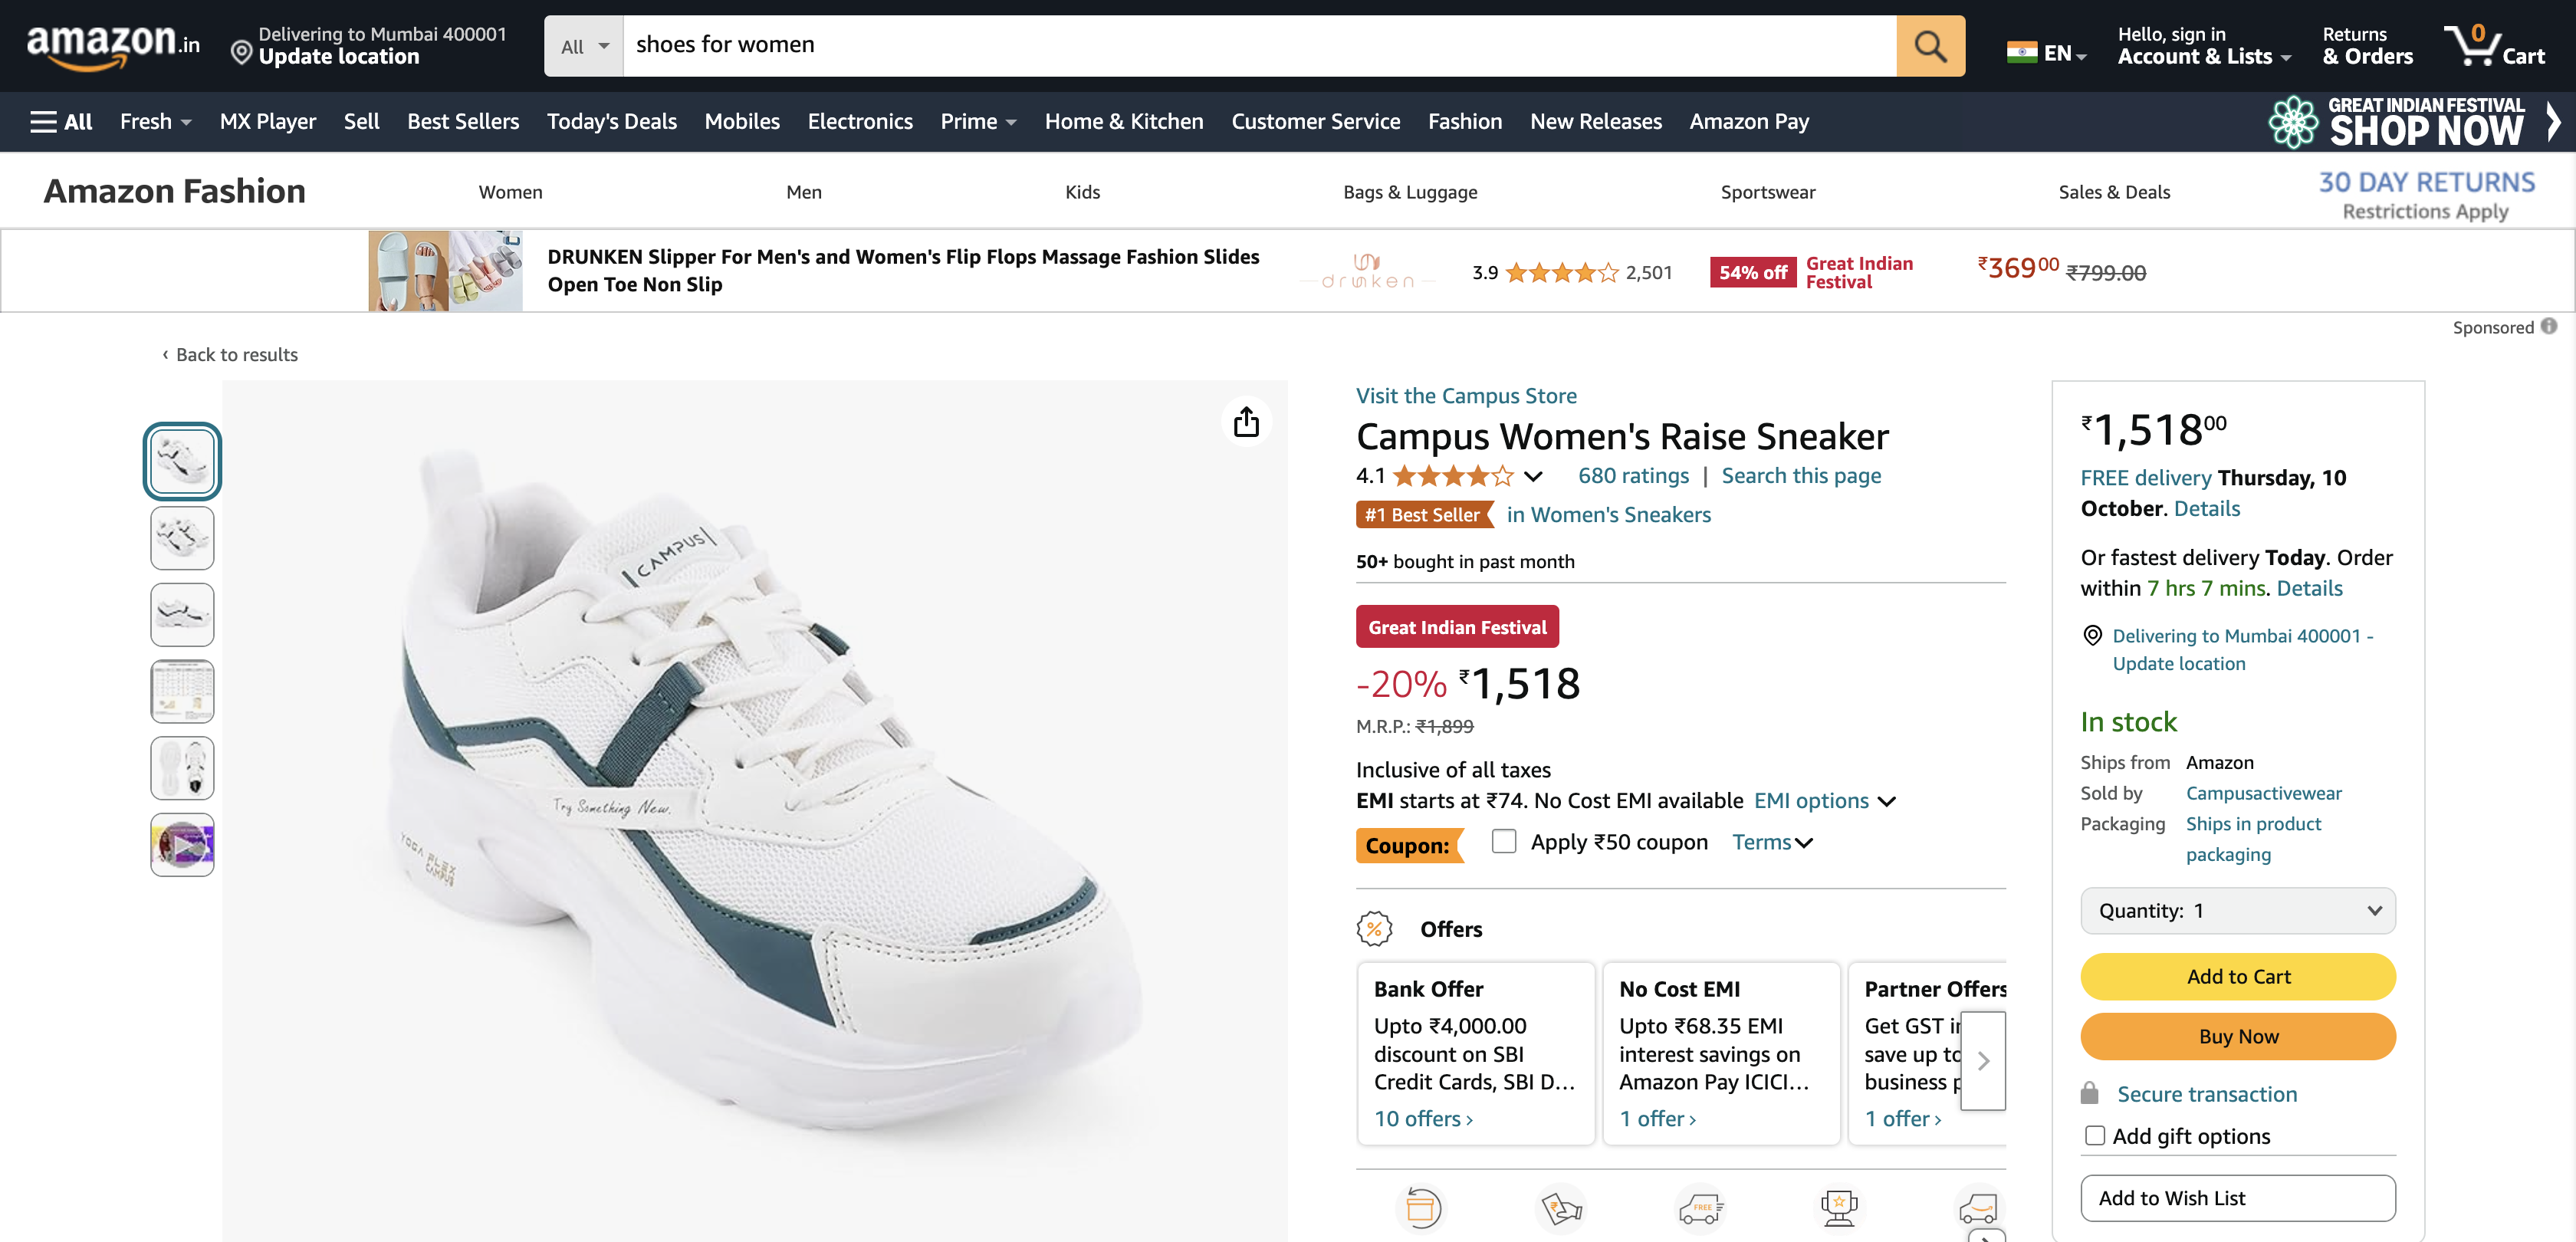 amazon.in
Delivering to Mumbai 400001
Update location
All
shoes for women
EN
Hello, sign in
Account & Lists
Returns
& Orders
0
Cart
All
Fresh
MX Player
Sell
Best Sellers
Today's Deals
Mobiles
Electronics
Prime
Home & Kitchen
Customer Service
Fashion
New Releases
Amazon Pay
GREAT INDIAN FESTIVAL
SHOP NOW
Amazon Fashion
Women
Men
Kids
Bags & Luggage
Sportswear
Sales & Deals
30 DAY RETURNS
Restrictions Apply
DRUNKEN Slipper For Men's and Women's Flip Flops Massage Fashion Slides
Open Toe Non Slip
drunken
3.9
2,501
54% off
Great Indian
Festival
₹369 00 ₹799.00
Sponsored
‹ Back to results
CAMPUS
Try Something New.
YOGA FLEX
CAMPUS
Visit the Campus Store
Campus Women's Raise Sneaker
4.1
680 ratings | Search this page
#1 Best Seller in Women's Sneakers
50+ bought in past month
Great Indian Festival
-20% ₹1,518
M.R.P.: ₹1,899
Inclusive of all taxes
EMI starts at ₹74. No Cost EMI available EMI options
Coupon: Apply ₹50 coupon Terms
% Offers
Bank Offer
Upto ₹4,000.00
discount on SBI
Credit Cards, SBI D...
10 offers ›
No Cost EMI
Upto ₹68.35 EMI
interest savings on
Amazon Pay ICICI...
1 offer ›
Partner Offers
Get GST
save up to
business
1 offer ›
₹
FREE
₹1,518 00
FREE delivery Thursday, 10
October. Details
Or fastest delivery Today. Order
within 7 hrs 7 mins. Details
Delivering to Mumbai 400001 -
Update location
In stock
Ships from Amazon
Sold by Campusactivewear
Packaging Ships in product
packaging
Quantity: 1
Add to Cart
Buy Now
Secure transaction
Add gift options
Add to Wish List